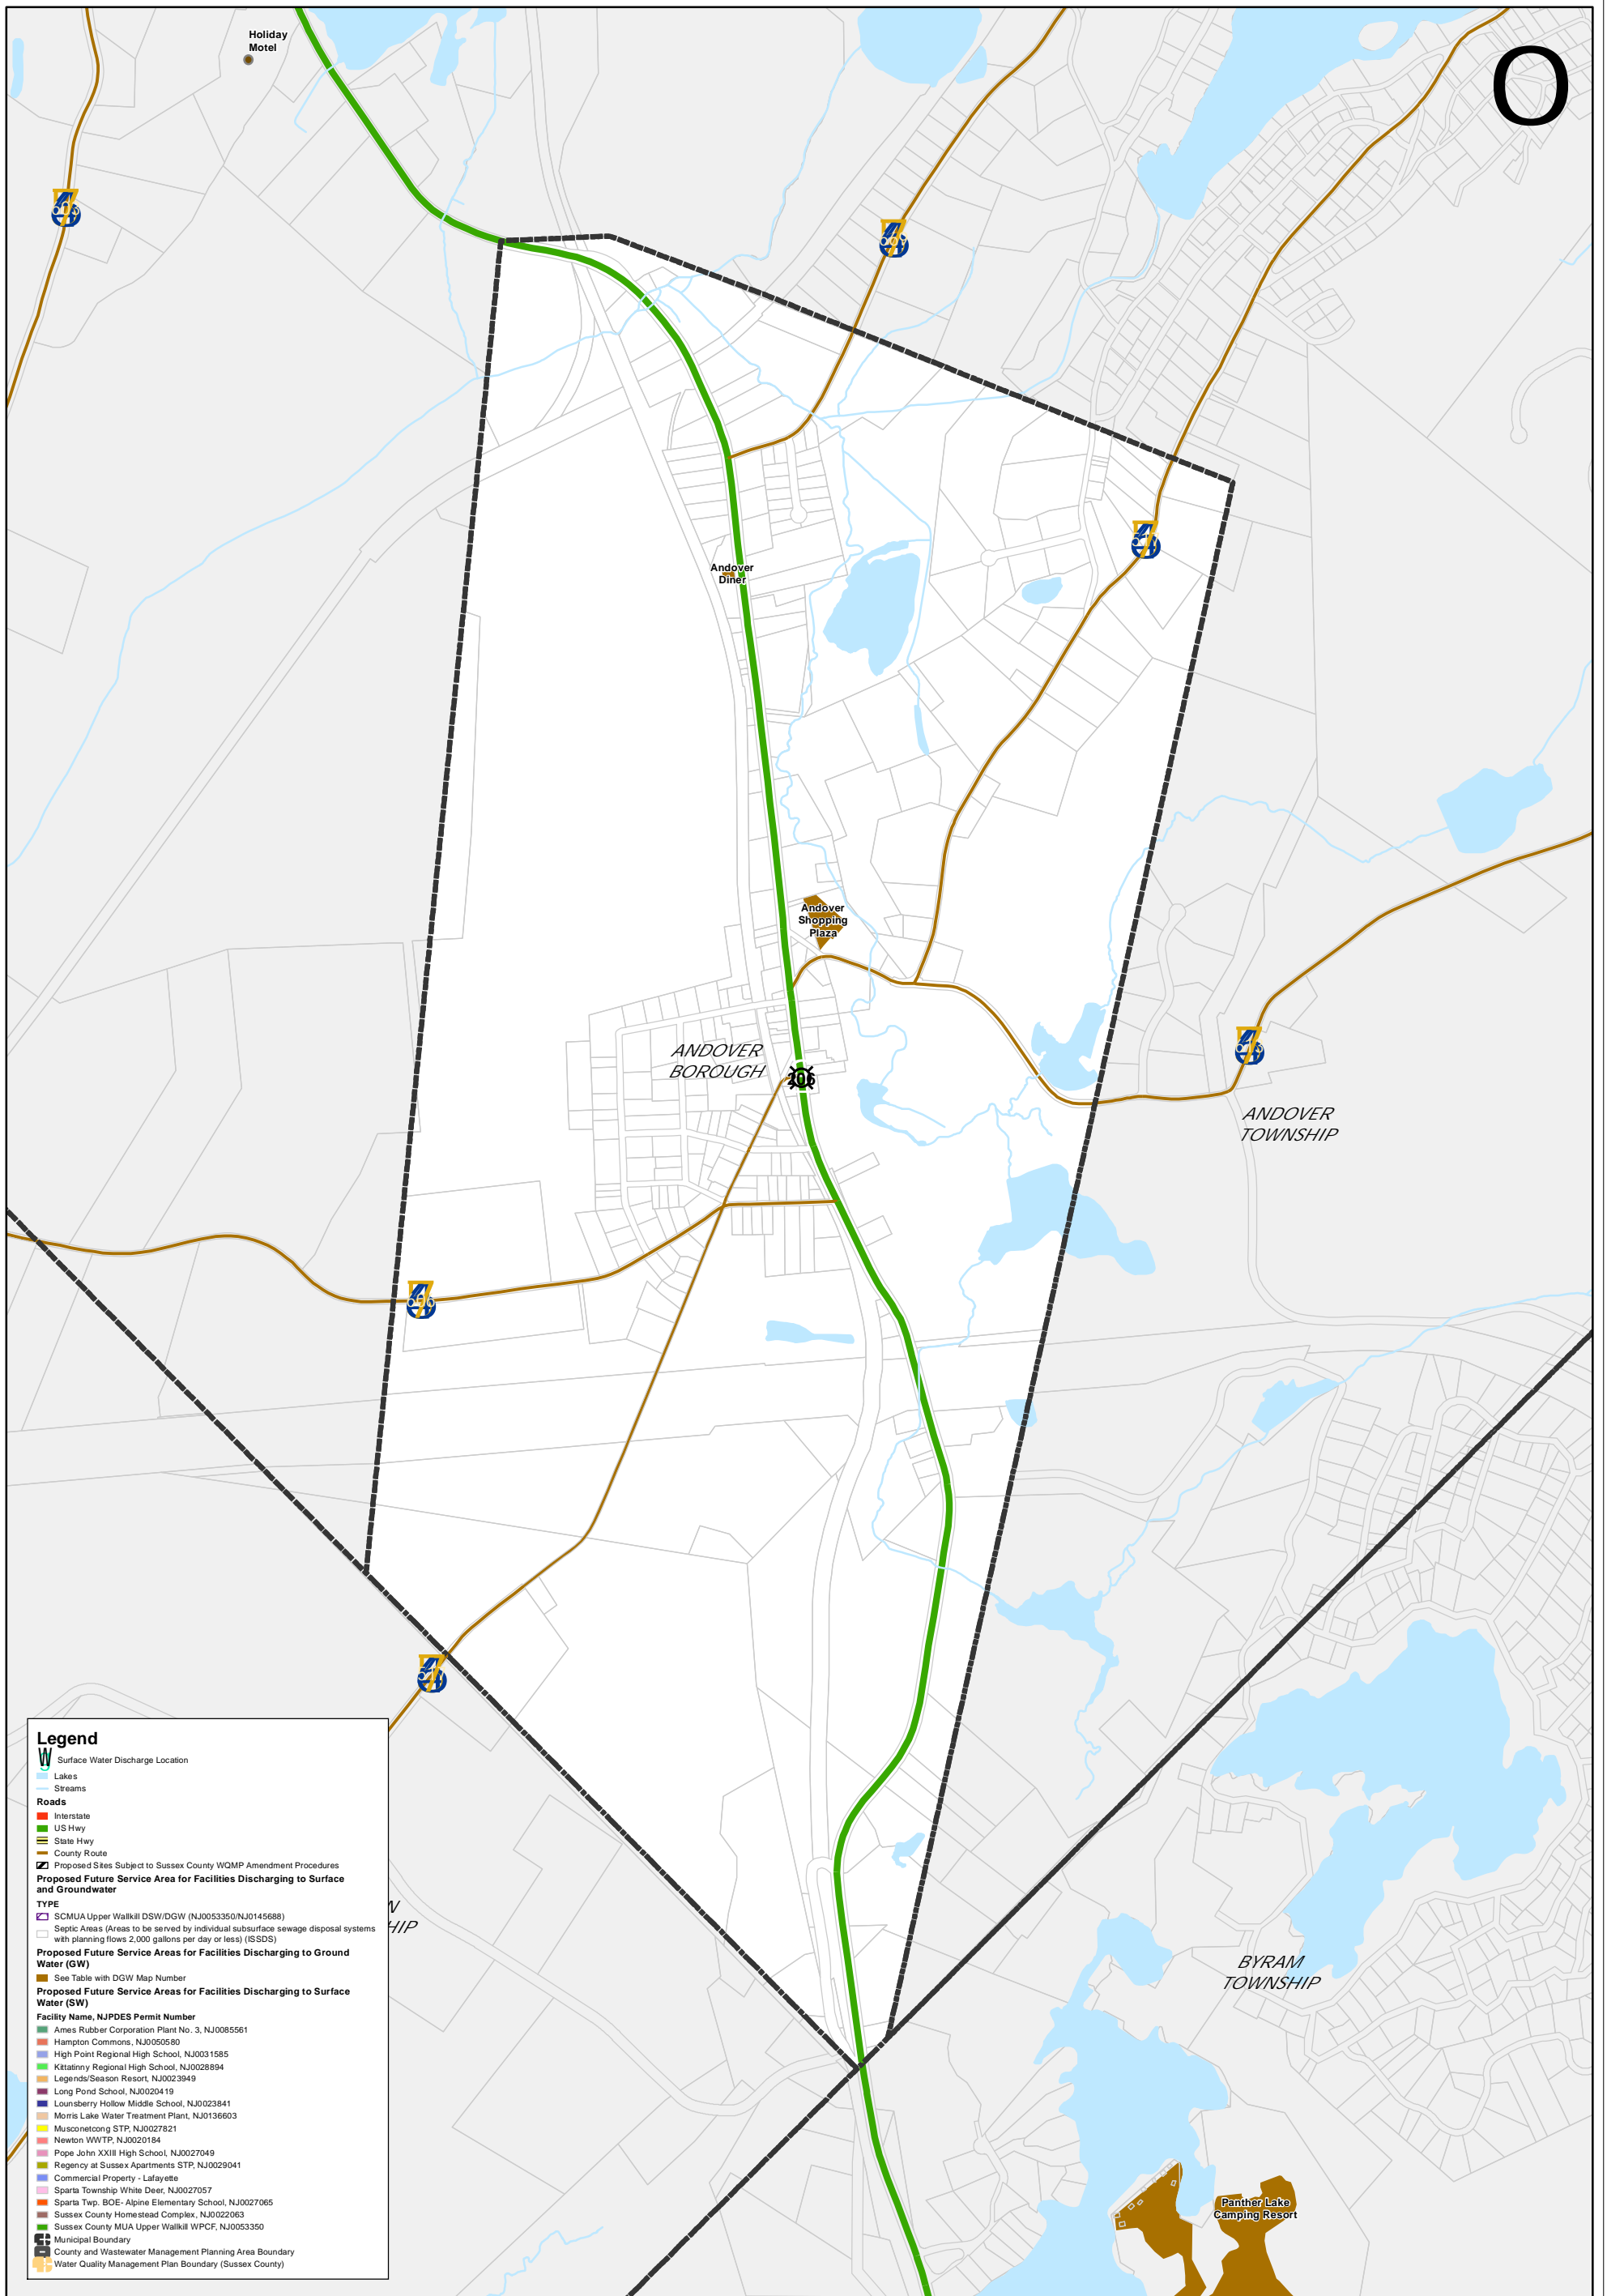 Holiday
Motel
O
Andover
Diner
Andover
Shopping
Plaza
ANDOVER
BOROUGH
206
ANDOVER
TOWNSHIP
N
HIP
BYRAM
TOWNSHIP
Panther Lake
Camping Resort
Legend
Surface Water Discharge Location
Lakes
Streams
Roads
Interstate
US Hwy
State Hwy
County Route
Proposed Sites Subject to Sussex County WQMP Amendment Procedures
Proposed Future Service Area for Facilities Discharging to Surface
and Groundwater
TYPE
SCMUA Upper Wallkill DSW/DGW (NJ0053350/NJ0145688)
Septic Areas (Areas to be served by individual subsurface sewage disposal systems
with planning flows 2,000 gallons per day or less) (ISSDS)
Proposed Future Service Areas for Facilities Discharging to Ground
Water (GW)
See Table with DGW Map Number
Proposed Future Service Areas for Facilities Discharging to Surface
Water (SW)
Facility Name, NJPDES Permit Number
Ames Rubber Corporation Plant No. 3, NJ0085561
Hampton Commons, NJ0050580
High Point Regional High School, NJ0031585
Kittatinny Regional High School, NJ0028894
Legends/Season Resort, NJ0023949
Long Pond School, NJ0020419
Lounsberry Hollow Middle School, NJ0023841
Morris Lake Water Treatment Plant, NJ0136603
Musconetcong STP, NJ0027821
Newton WWTP, NJ0020184
Pope John XXIII High School, NJ0027049
Regency at Sussex Apartments STP, NJ0029041
Commercial Property - Lafayette
Sparta Township White Deer, NJ0027057
Sparta Twp. BOE- Alpine Elementary School, NJ0027065
Sussex County Homestead Complex, NJ0022063
Sussex County MUA Upper Wallkill WPCF, NJ0053350
Municipal Boundary
County and Wastewater Management Planning Area Boundary
Water Quality Management Plan Boundary (Sussex County)